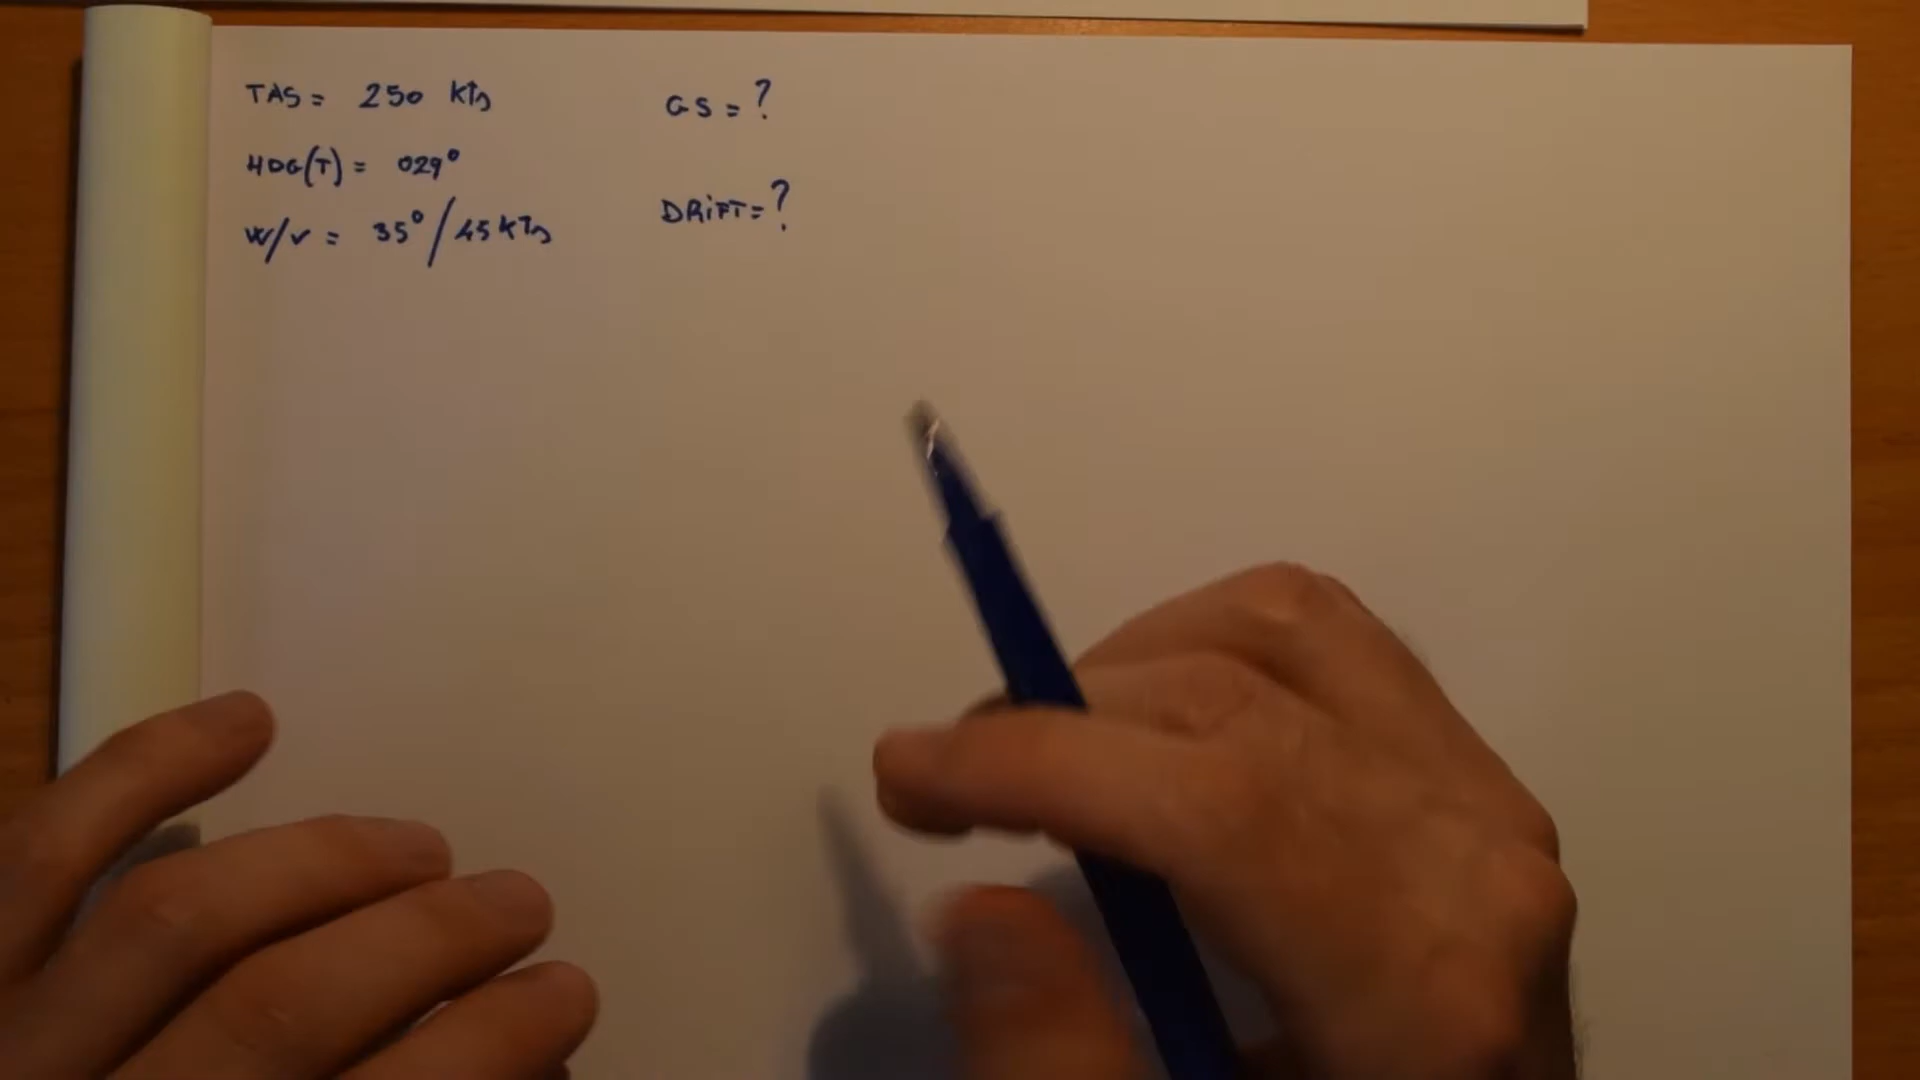 TAS = 250 kts
HDG(T) = 029°
W/V = 35°/45 kTs
GS = ?
DRiFT = ?